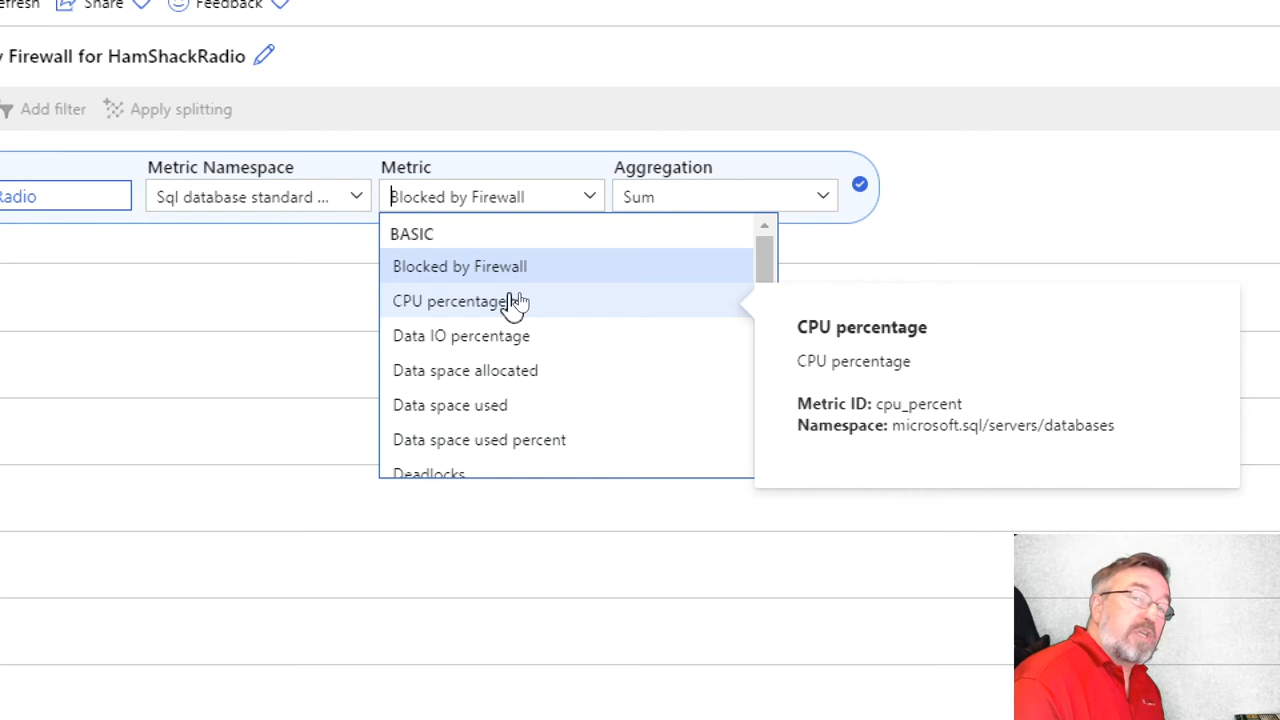 efresh Share Feedback
y Firewall for HamShackRadio
Add filter Apply splitting
Metric Namespace Metric Aggregation
Radio Sql database standard ... Blocked by Firewall Sum
BASIC
Blocked by Firewall
CPU percentage
Data IO percentage
Data space allocated
Data space used
Data space used percent
Deadlocks
CPU percentage
CPU percentage
Metric ID: cpu_percent
Namespace: microsoft.sql/servers/databases